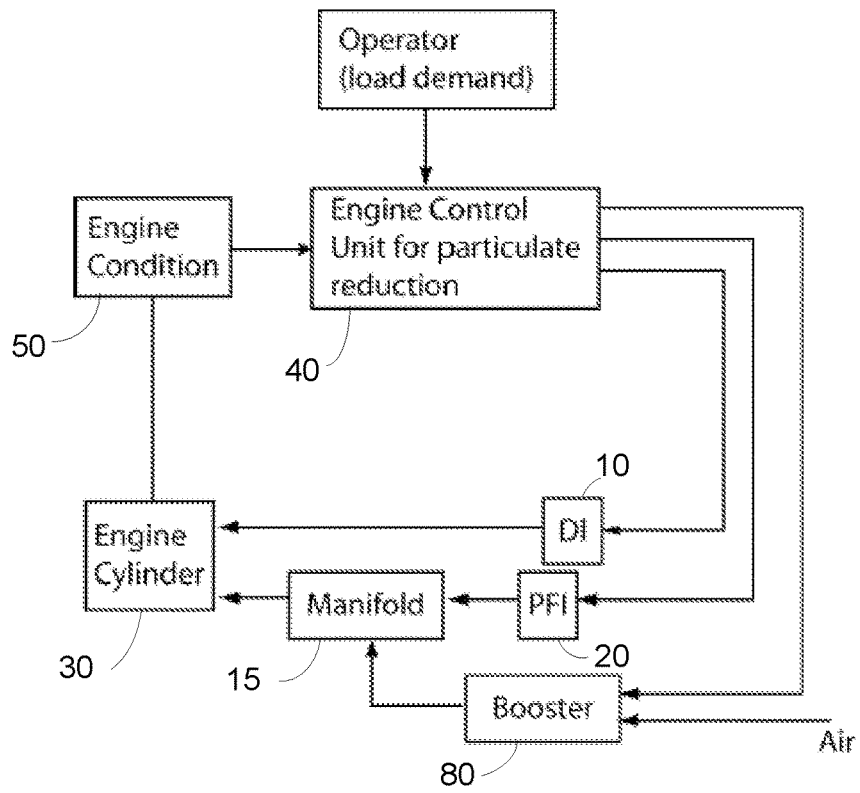 Operator
(load demand)
Engine
Condition
50
Engine Control
Unit for particulate
reduction
40
10
DI
Engine
Cylinder
30
Manifold
15
PFI
20
Booster
80
Air